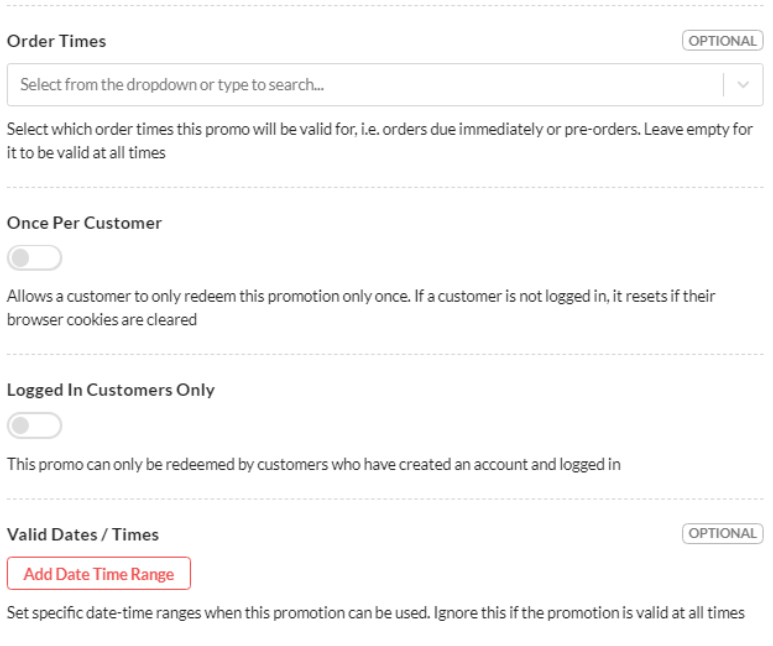 Order Times
OPTIONAL
Select from the dropdown or type to search...
Select which order times this promo will be valid for, i.e. orders due immediately or pre-orders. Leave empty for
it to be valid at all times
Once Per Customer
Allows a customer to only redeem this promotion only once. If a customer is not logged in, it resets if their
browser cookies are cleared
Logged In Customers Only
This promo can only be redeemed by customers who have created an account and logged in
Valid Dates / Times
OPTIONAL
Add Date Time Range
Set specific date-time ranges when this promotion can be used. Ignore this if the promotion is valid at all times